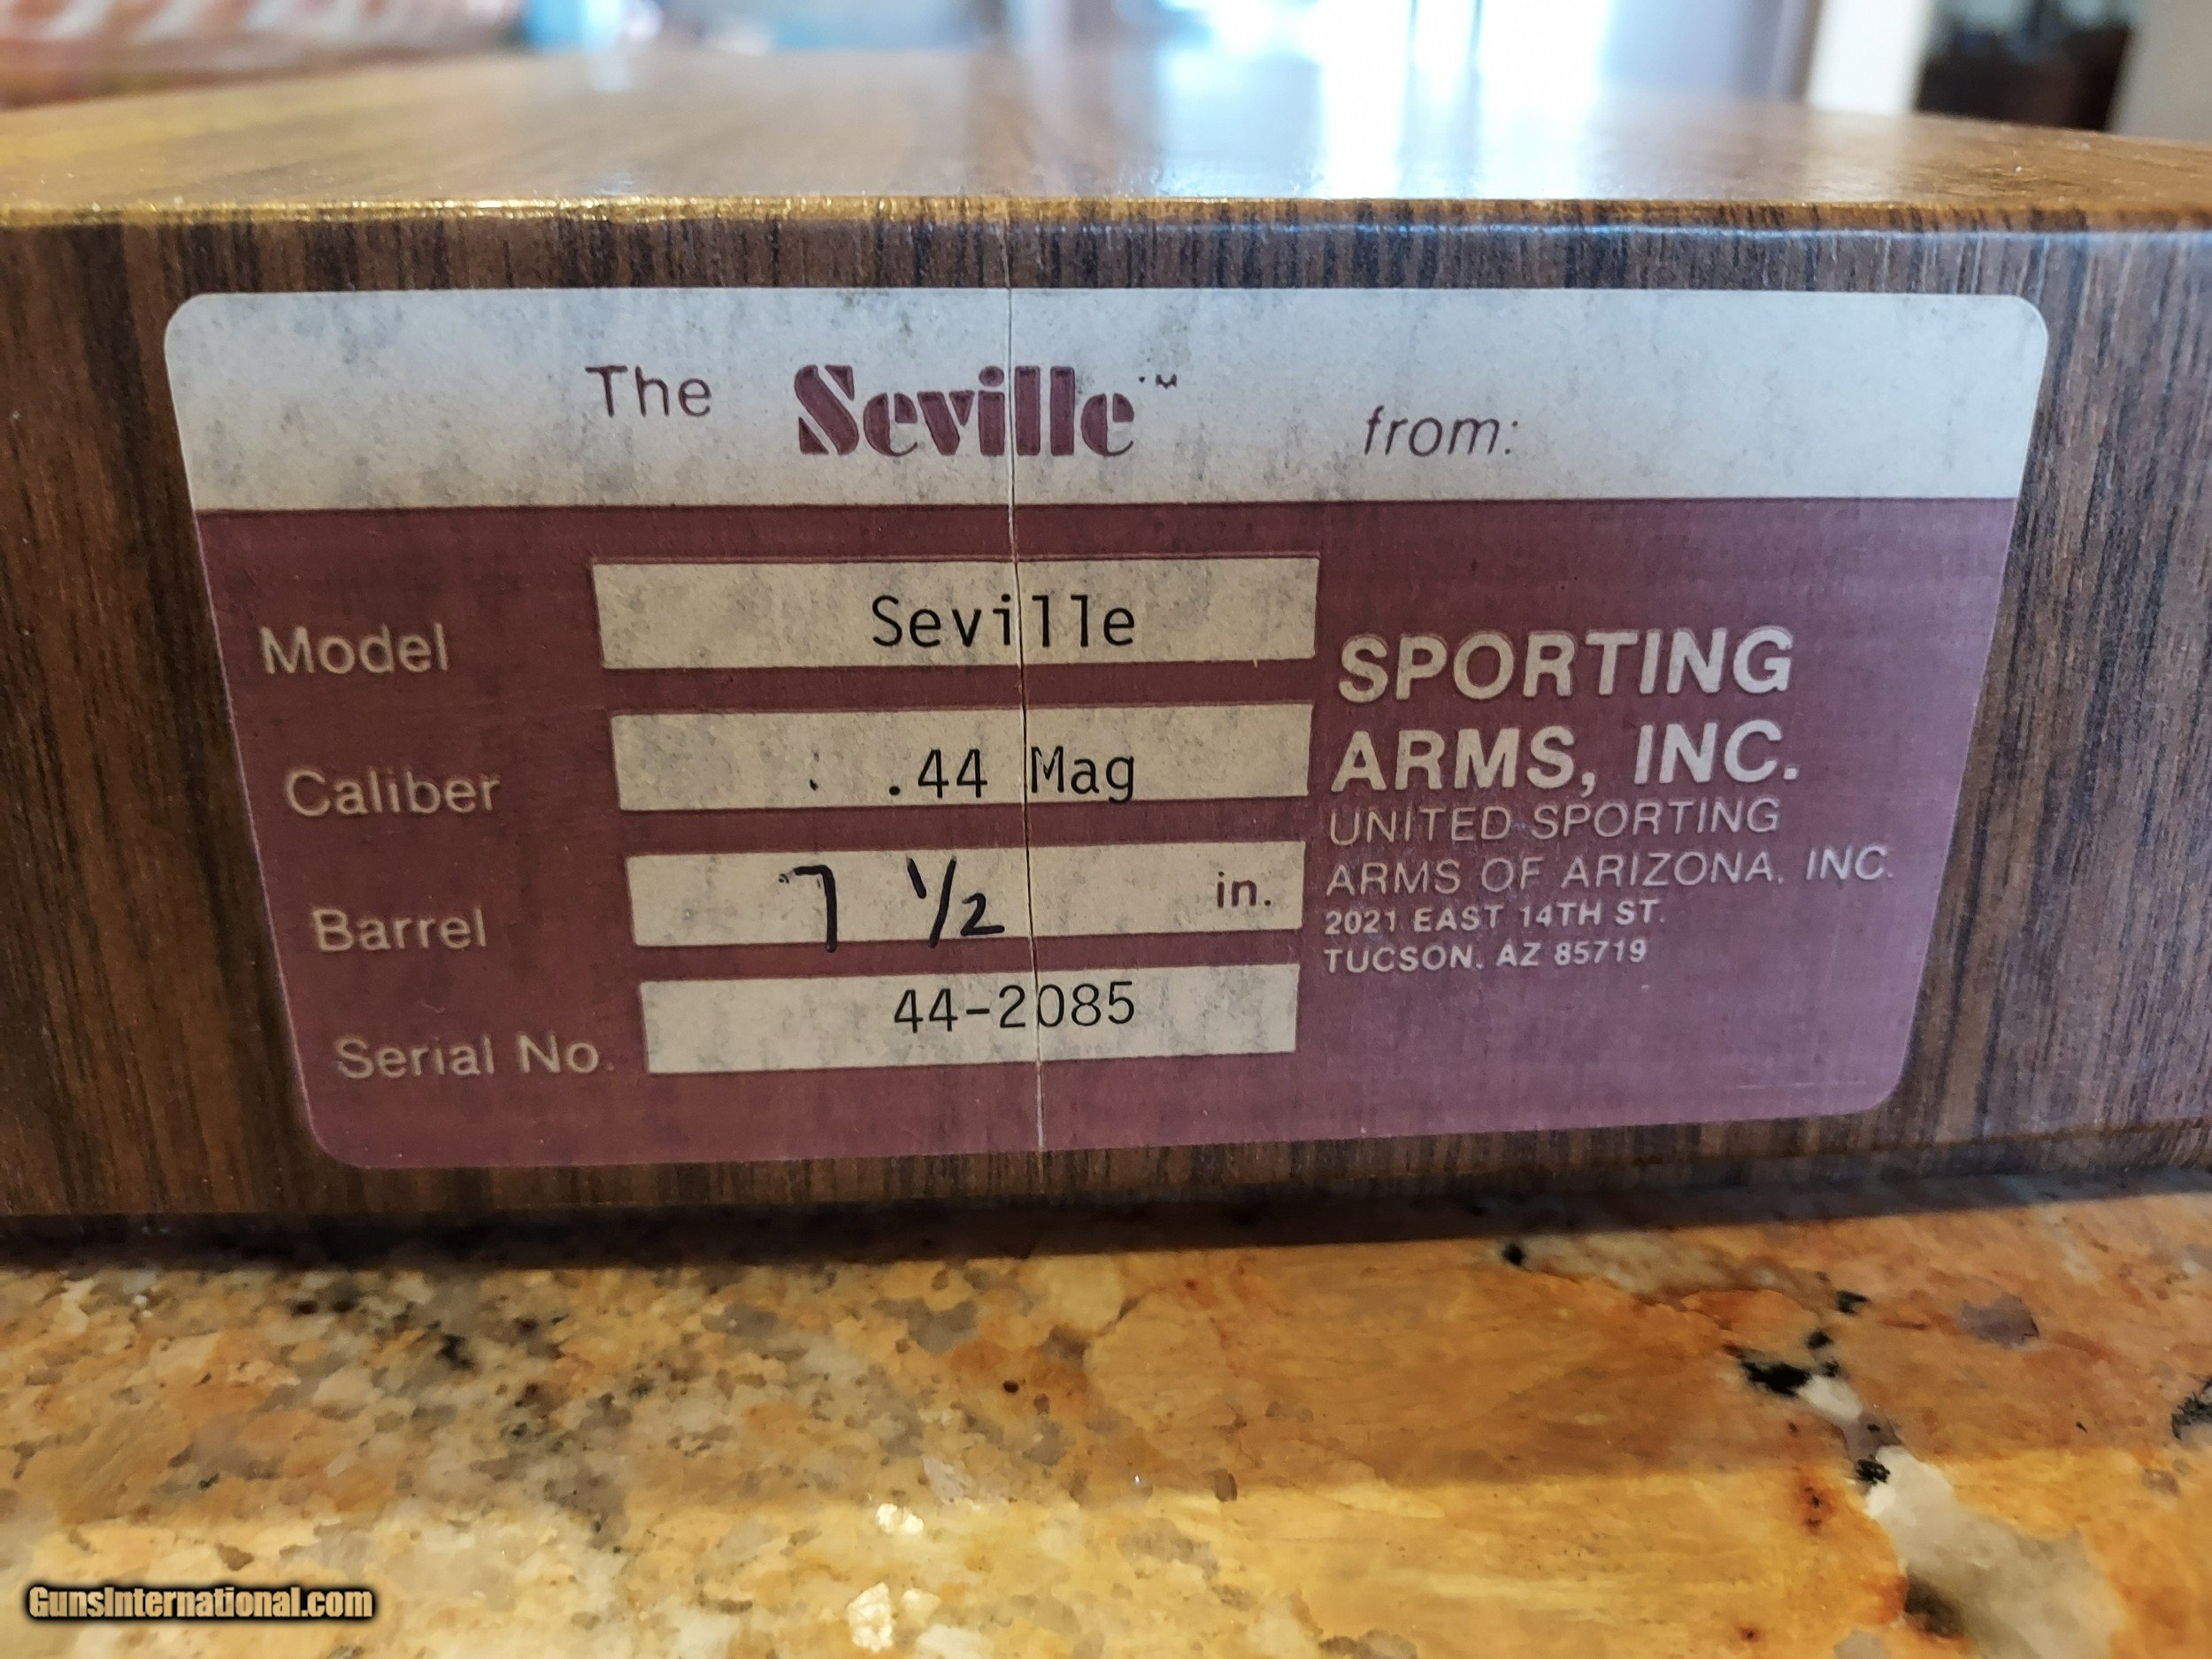 The Seville™ from:
Model Seville
Caliber .44 Mag
Barrel 7 1/2 in.
Serial No. 44-2085
SPORTING
ARMS, INC.
UNITED SPORTING
ARMS OF ARIZONA, INC.
2021 EAST 14TH ST.
TUCSON, AZ 85719
GunsInternational.com